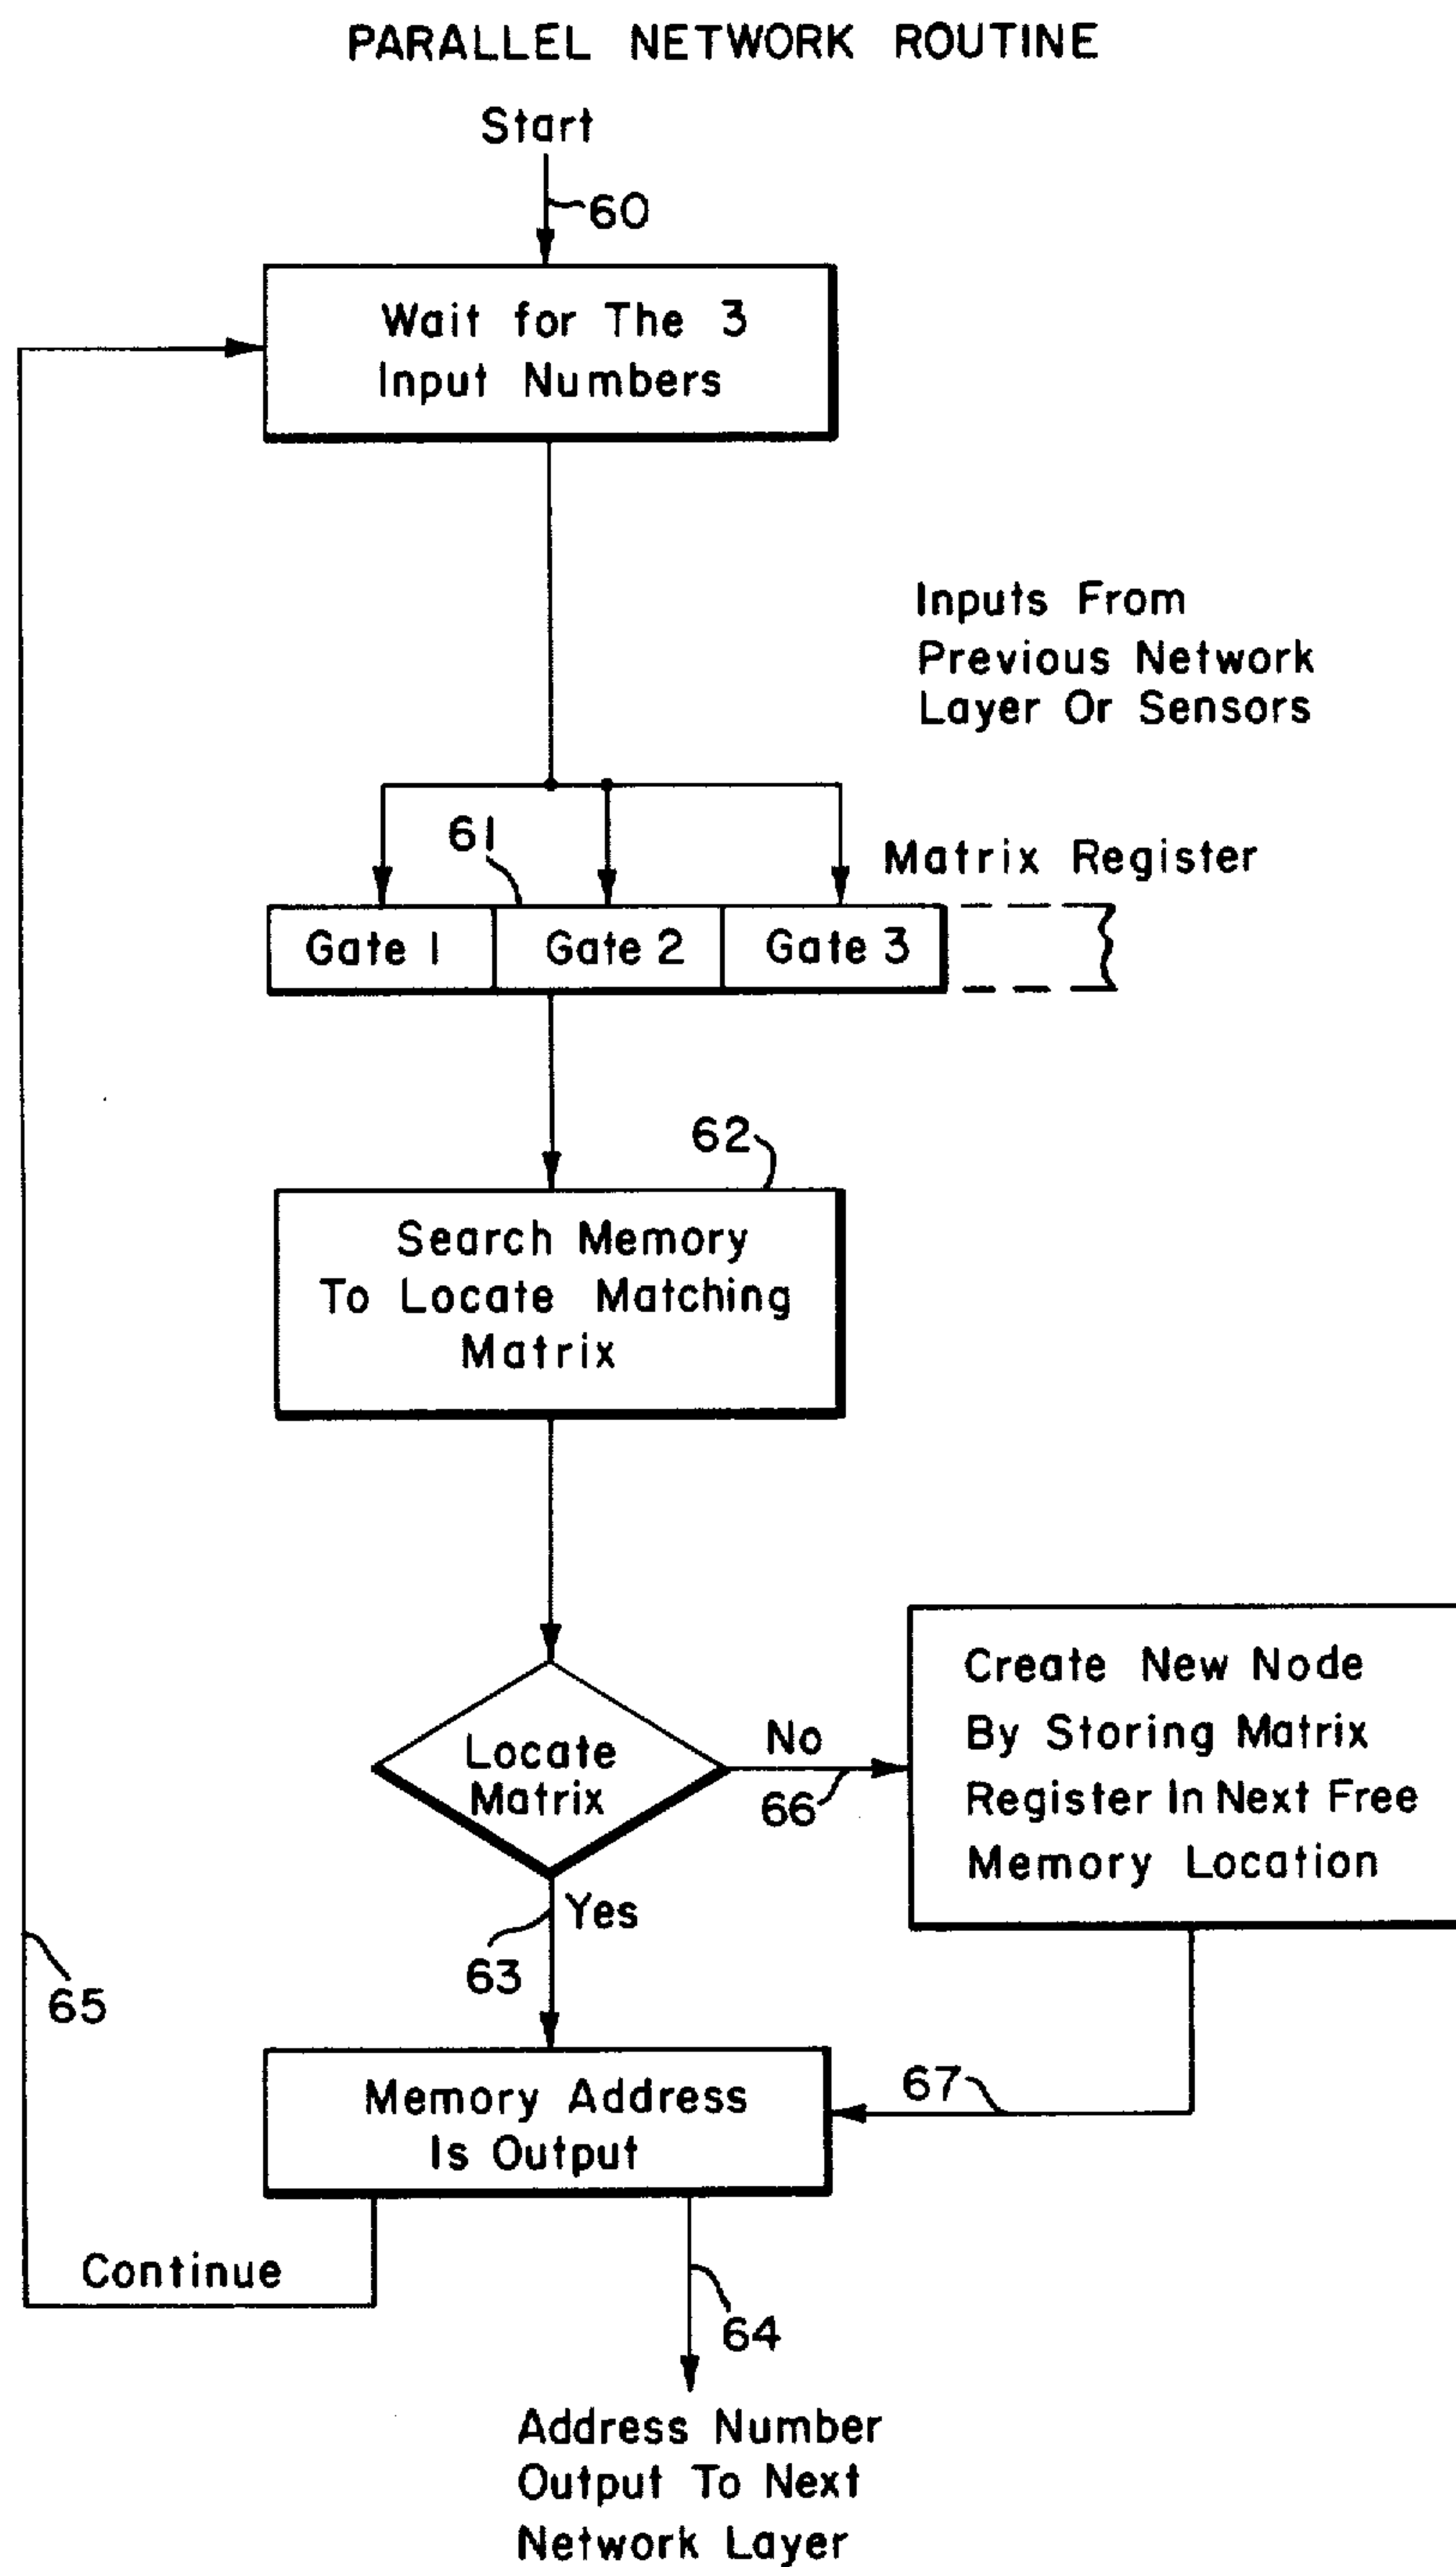 PARALLEL NETWORK ROUTINE
Start
60
Wait for The 3
Input Numbers
Inputs From
Previous Network
Layer Or Sensors
61
Matrix Register
Gate 1
Gate 2
Gate 3
62
Search Memory
To Locate Matching
Matrix
Locate
Matrix
No
66
Create New Node
By Storing Matrix
Register In Next Free
Memory Location
Yes
63
65
67
Memory Address
Is Output
Continue
64
Address Number
Output To Next
Network Layer